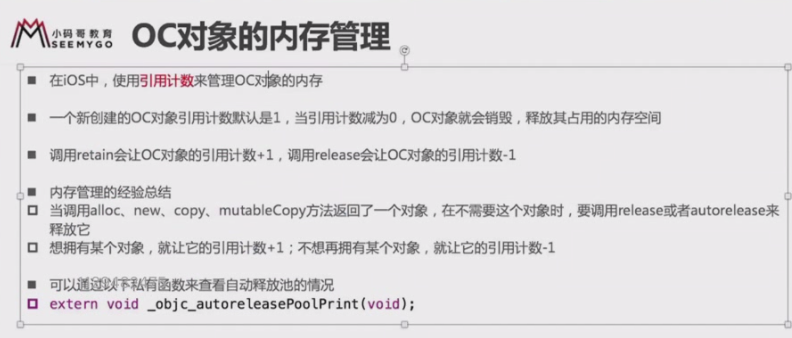 小码哥教育
SEEMYGO
OC对象的内存管理
在iOS中，使用引用计数来管理OC对象的内存
一个新创建的OC对象引用计数默认是1，当引用计数减为0，OC对象就会销毁，释放其占用的内存空间
调用retain会让OC对象的引用计数+1，调用release会让OC对象的引用计数-1
内存管理的经验总结
当调用alloc、new、copy、mutableCopy方法返回了一个对象，在不需要这个对象时，要调用release或者autorelease来
释放它
想拥有某个对象，就让它的引用计数+1；不想再拥有某个对象，就让它的引用计数-1
可以通过以下私有函数来查看自动释放池的情况
extern void _objc_autoreleasePoolPrint(void);